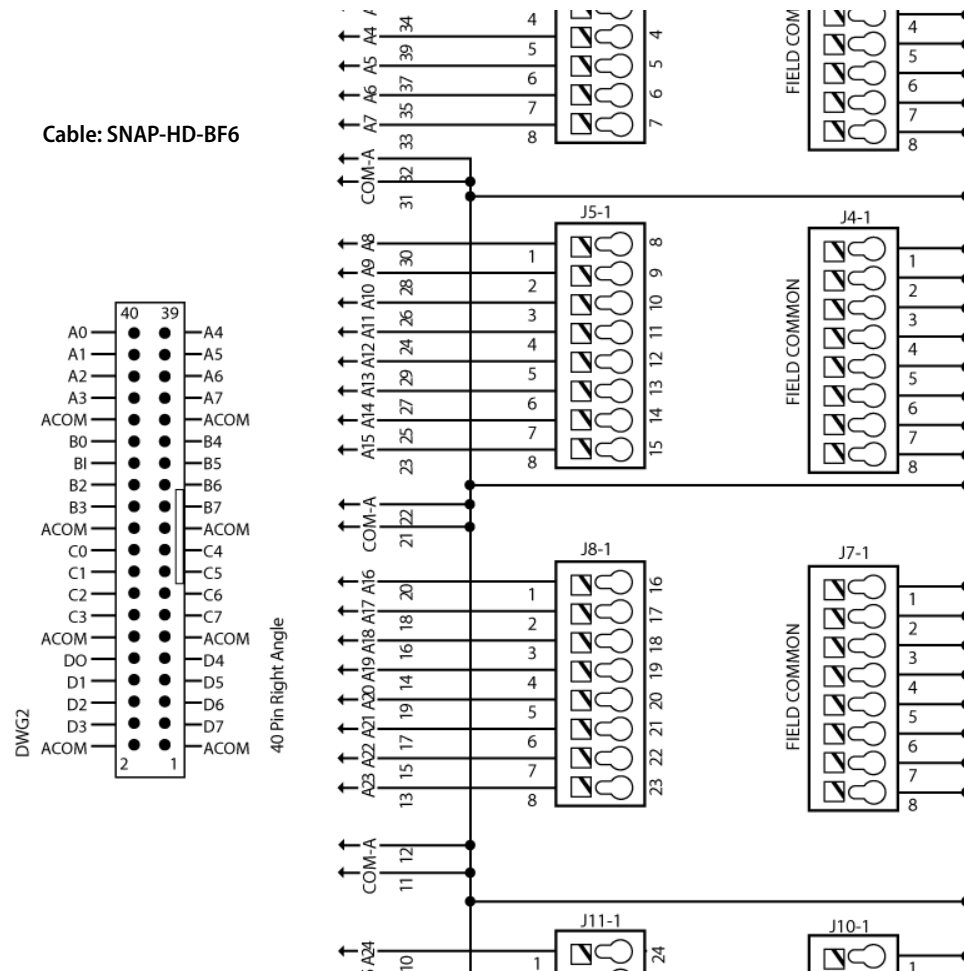 Cable: SNAP-HD-BF6
A4 34 4 4
A5 39 5 5
A6 37 6 6
A7 35 7 7
33 8
FIELD COM
4
5
6
7
8
COM-A 32
31
J5-1
A8 30 1 8
A9 28 2 9
A10 26 3 10
A11 24 4 11
A12 29 5 12
A13 27 6 13
A14 25 7 14
A15 23 8 15
J4-1
FIELD COMMON
1
2
3
4
5
6
7
8
COM-A 22
21
J8-1
A16 20 1 16
A17 18 2 17
A18 16 3 18
A19 14 4 19
A20 19 5 20
A21 17 6 21
A22 15 7 22
A23 13 8 23
J7-1
FIELD COMMON
1
2
3
4
5
6
7
8
COM-A 12
11
J11-1
A24 10 1 24
J10-1
1
40 39
A0 A4
A1 A5
A2 A6
A3 A7
ACOM ACOM
B0 B4
BI B5
B2 B6
B3 B7
ACOM ACOM
C0 C4
C1 C5
C2 C6
C3 C7
ACOM ACOM
DO D4
D1 D5
D2 D6
D3 D7
ACOM ACOM
2 1
DWG2
40 Pin Right Angle